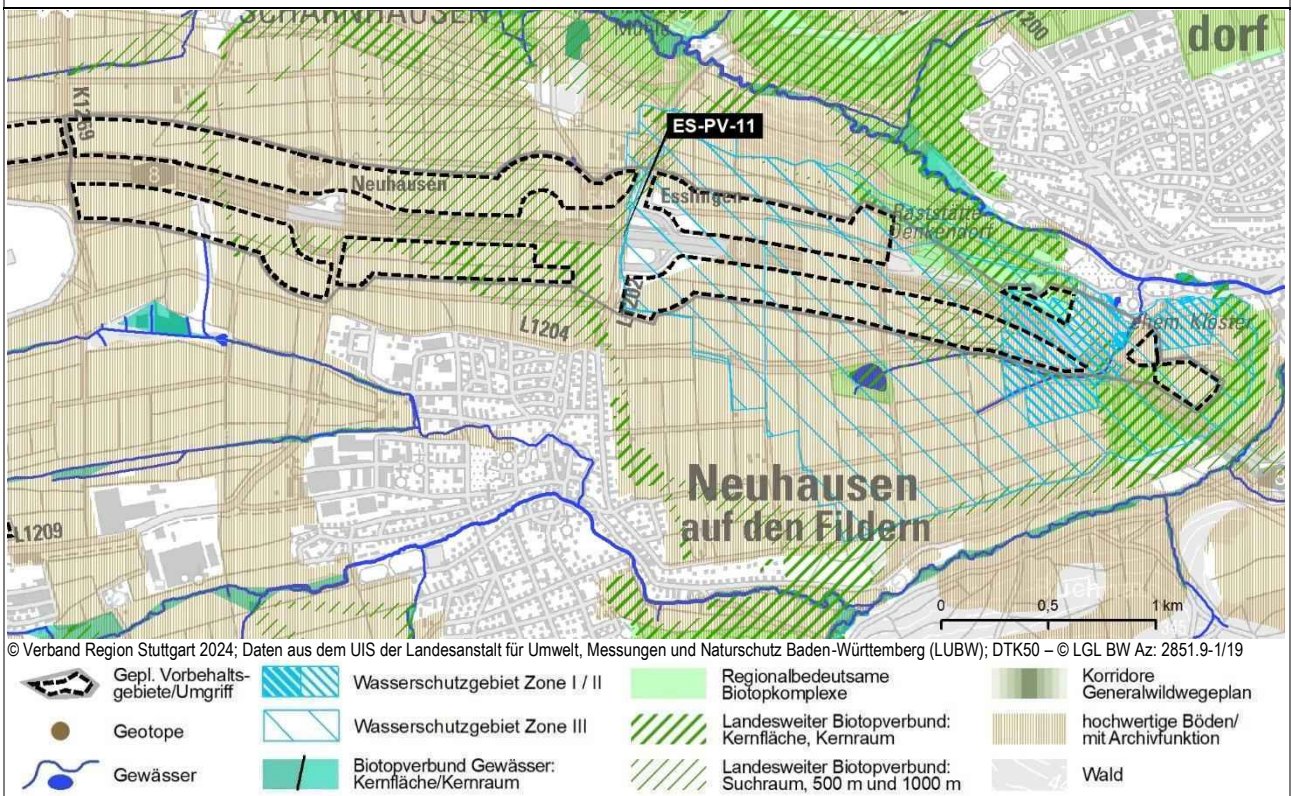 SCHARNHAUSEN
Mühle
L1200
dorf
K1269
ES-PV-11
8
Neuhausen
Esslingen
Raststätte
Denkendorf
L1202
L1204
ehem. Kloster
Neuhausen
auf den Fildern
L1209
0 0,5 1 km
© Verband Region Stuttgart 2024; Daten aus dem UIS der Landesanstalt für Umwelt, Messungen und Naturschutz Baden-Württemberg (LUBW); DTK50 – © LGL BW Az: 2851.9-1/19
Gepl. Vorbehalts-
gebiete/Umgriff
Geotope
Gewässer
Wasserschutzgebiet Zone I / II
Wasserschutzgebiet Zone III
Biotopverbund Gewässer:
Kernfläche/Kernraum
Regionalbedeutsame
Biotopkomplexe
Landesweiter Biotopverbund:
Kernfläche, Kernraum
Landesweiter Biotopverbund:
Suchraum, 500 m und 1000 m
Korridore
Generalwildwegeplan
hochwertige Böden/
mit Archivfunktion
Wald